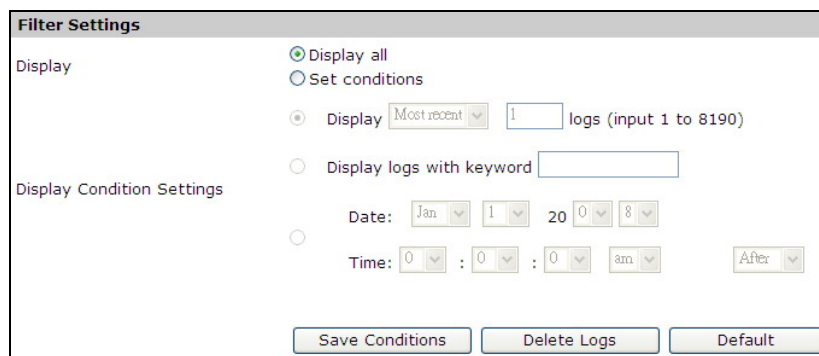 Filter Settings
Display
Display all
Set conditions
Display Condition Settings
Display Most recent 1 logs (input 1 to 8190)
Display logs with keyword
Date: Jan 1 20 0 8
Time: 0 : 0 : 0 am After
Save Conditions Delete Logs Default